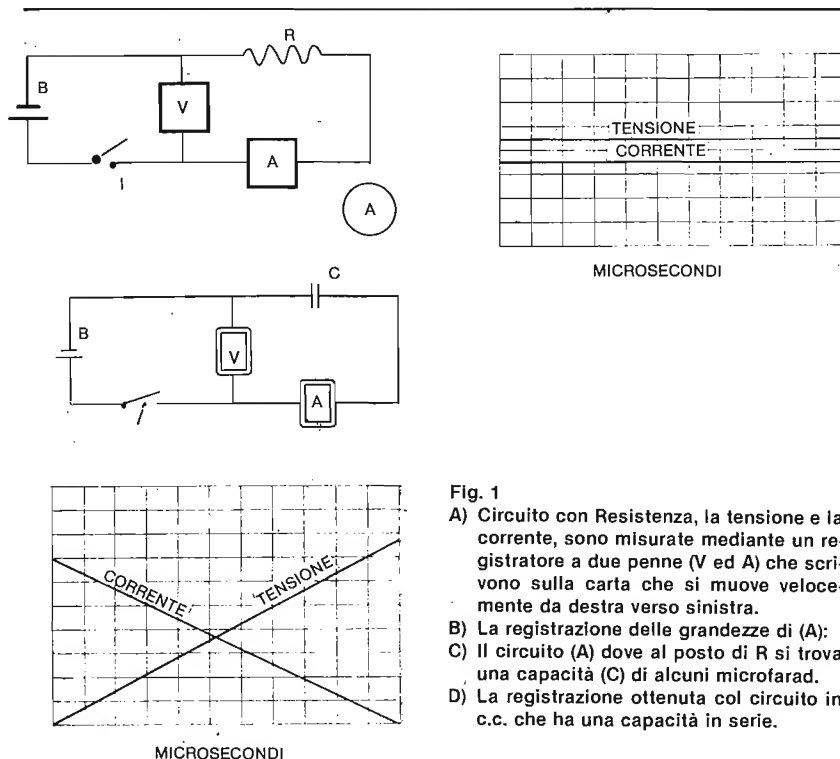 R
B
V
I
A
A
TENSIONE
CORRENTE
MICROSECONDI
C
B
V
I
A
CORRENTE
TENSIONE
MICROSECONDI
Fig. 1
A) Circuito con Resistenza, la tensione e la
corrente, sono misurate mediante un re-
gistratore a due penne (V ed A) che scri-
vono sulla carta che si muove veloce-
mente da destra verso sinistra.
B) La registrazione delle grandezze di (A):
C) Il circuito (A) dove al posto di R si trova
una capacità (C) di alcuni microfarad.
D) La registrazione ottenuta col circuito in
c.c. che ha una capacità in serie.